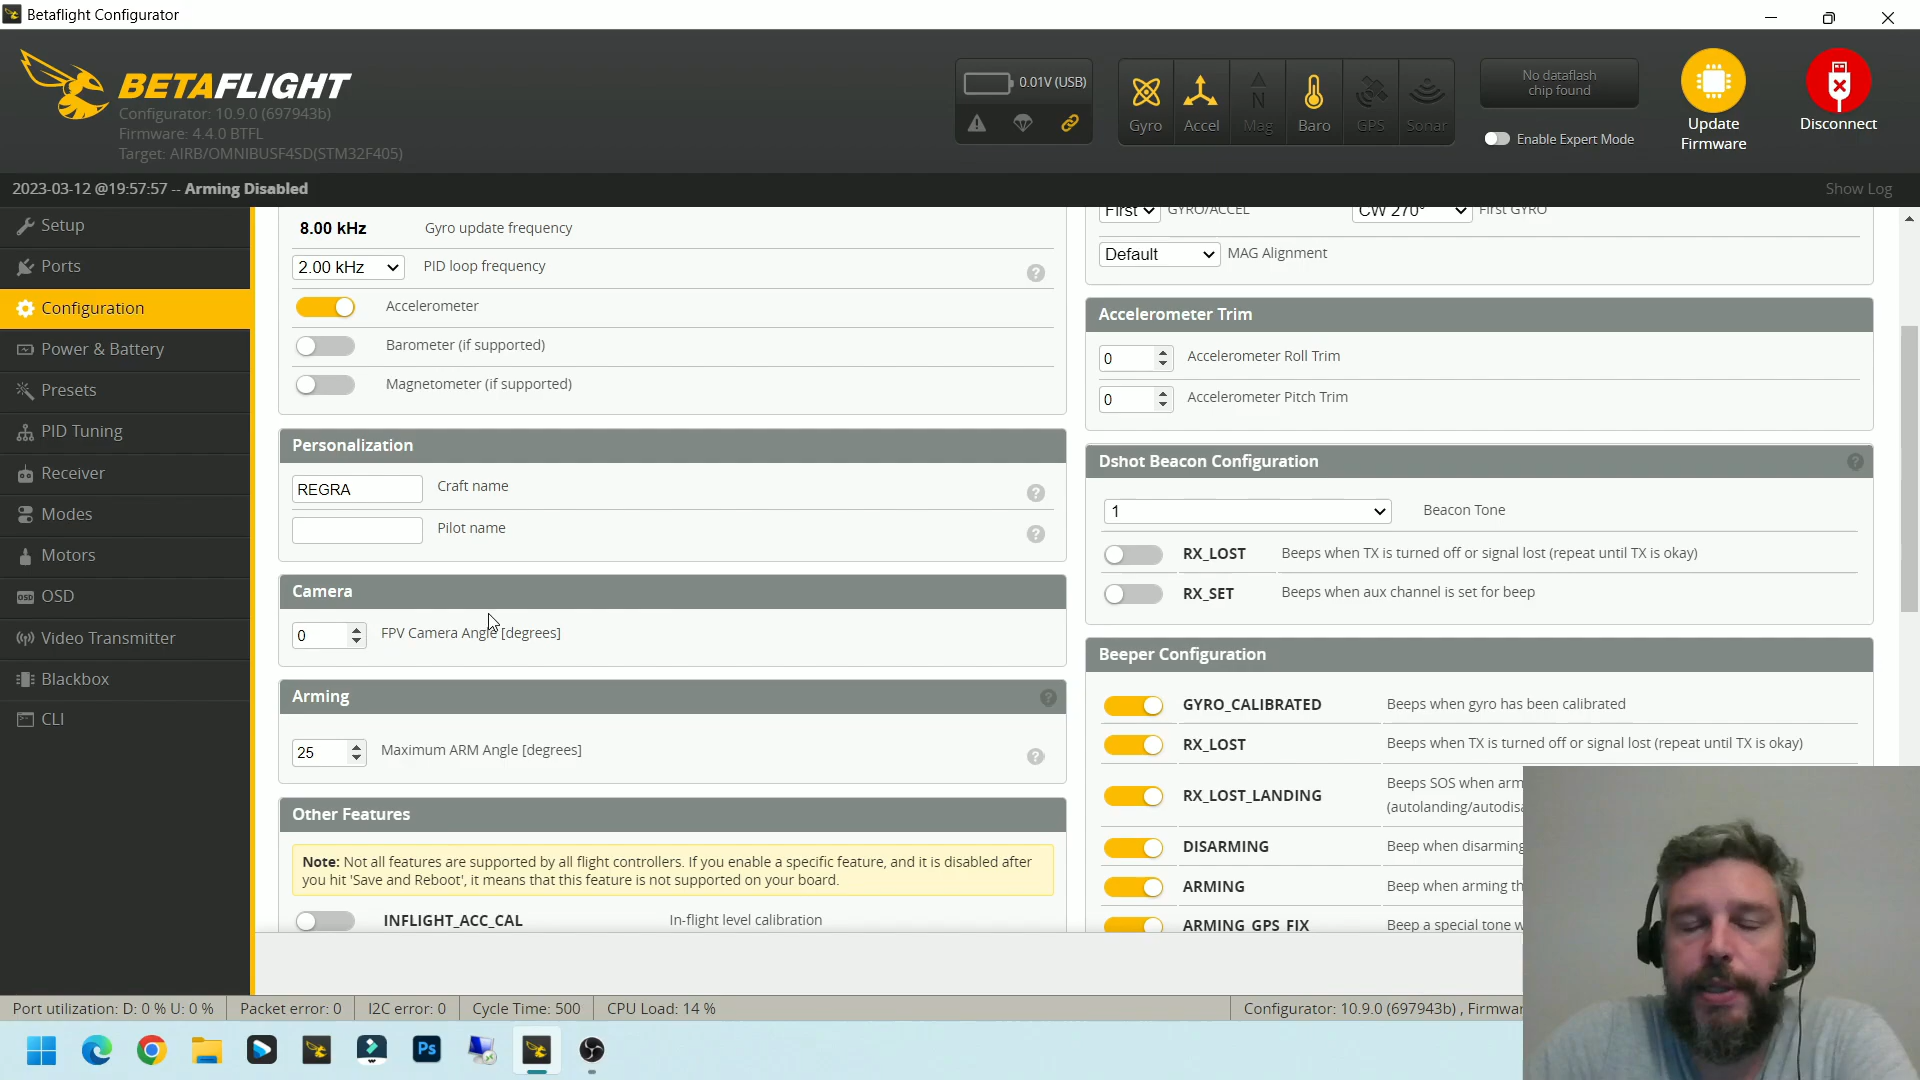 Betaflight Configurator
BETAFLIGHT
Configurator: 10.9.0 (697943b)
Firmware: 4.4.0 BTFL
Target: AIRB/OMNIBUSF4SD(STM32F405)
0.01V (USB)
Gyro
Accel
Mag
Baro
GPS
Sonar
No dataflash
chip found
Enable Expert Mode
Update
Firmware
Disconnect
2023-03-12 @19:57:57 -- Arming Disabled
Show Log
Setup
Ports
Configuration
Power & Battery
Presets
PID Tuning
Receiver
Modes
Motors
OSD
Video Transmitter
Blackbox
CLI
8.00 kHz Gyro update frequency
2.00 kHz PID loop frequency
Accelerometer
Barometer (if supported)
Magnetometer (if supported)
Personalization
REGRA Craft name
Pilot name
Camera
0 FPV Camera Angle [degrees]
Arming
25 Maximum ARM Angle [degrees]
Other Features
Note: Not all features are supported by all flight controllers. If you enable a specific feature, and it is disabled after
you hit 'Save and Reboot', it means that this feature is not supported on your board.
INFLIGHT_ACC_CAL In-flight level calibration
First GYRO/ACCEL CW 270° First GYRO
Default MAG Alignment
Accelerometer Trim
0 Accelerometer Roll Trim
0 Accelerometer Pitch Trim
Dshot Beacon Configuration
1 Beacon Tone
RX_LOST Beeps when TX is turned off or signal lost (repeat until TX is okay)
RX_SET Beeps when aux channel is set for beep
Beeper Configuration
GYRO_CALIBRATED Beeps when gyro has been calibrated
RX_LOST Beeps when TX is turned off or signal lost (repeat until TX is okay)
RX_LOST_LANDING Beeps SOS when arm
(autolanding/autodisa
DISARMING Beep when disarming
ARMING Beep when arming th
ARMING_GPS_FIX Beep a special tone w
Port utilization: D: 0 % U: 0 %
Packet error: 0
I2C error: 0
Cycle Time: 500
CPU Load: 14 %
Configurator: 10.9.0 (697943b) , Firmwar
Ps